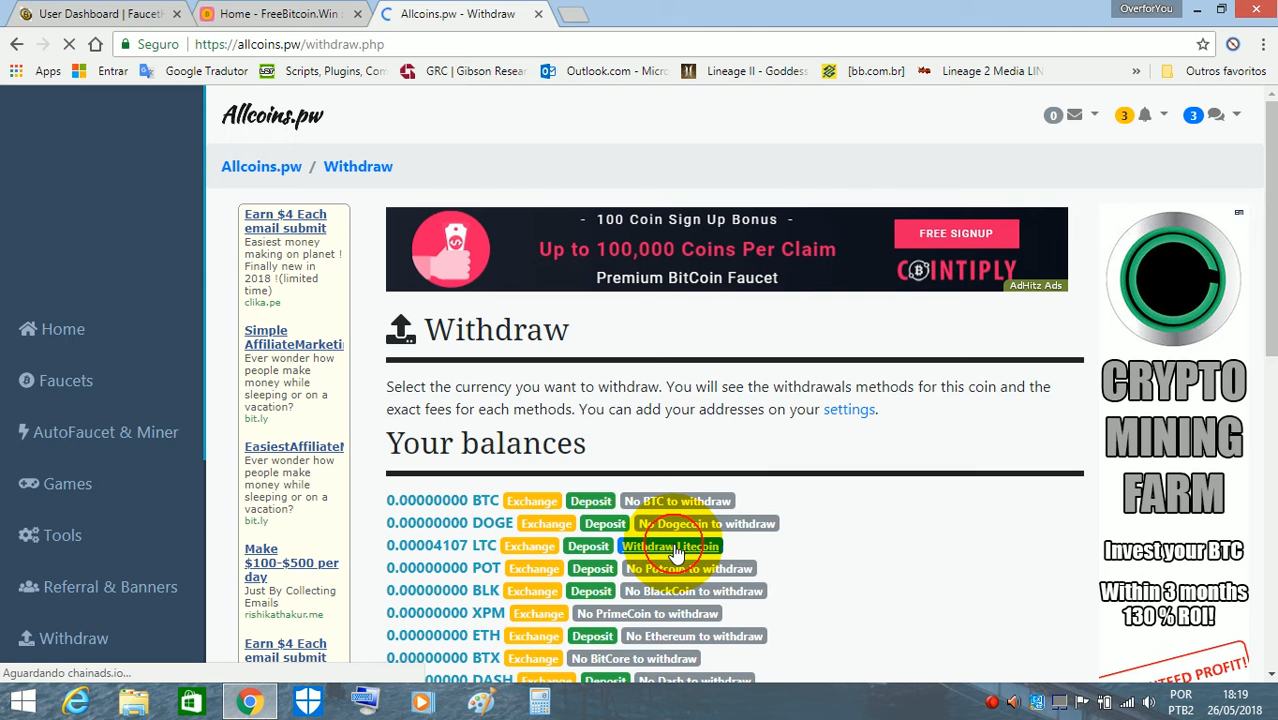 User Dashboard | FaucetH
Home - FreeBitcoin.Win
Allcoins.pw - Withdraw
OverforYou
Seguro
https://allcoins.pw/withdraw.php
Apps
Entrar
Google Tradutor
Scripts, Plugins, Com
GRC | Gibson Resear
Outlook.com - Micro
Lineage II - Goddess
[bb.com.br]
Lineage 2 Media LIN
»
Outros favoritos
Allcoins.pw
0
3
3
Allcoins.pw / Withdraw
Home
Faucets
AutoFaucet & Miner
Games
Tools
Referral & Bonus
Withdraw
Earn $4 Each
email submit
Easiest money
making on planet !
Finally new in
2018 !(limited
time)
clika.pe
Simple
AffiliateMarketi
Ever wonder how
people make
money while
sleeping or on a
vacation?
bit.ly
EasiestAffiliateM
Ever wonder how
people make
money while
sleeping or on a
vacation?
bit.ly
Make
$100-$500 per
day
Just By Collecting
Emails
rishikathakur.me
Earn $4 Each
email submit
- 100 Coin Sign Up Bonus -
Up to 100,000 Coins Per Claim
Premium BitCoin Faucet
FREE SIGNUP
COINTIPLY
AdHitz Ads
Withdraw
Select the currency you want to withdraw. You will see the withdrawals methods for this coin and the
exact fees for each methods. You can add your addresses on your settings.
Your balances
0.00000000 BTC Exchange Deposit No BTC to withdraw
0.00000000 DOGE Exchange Deposit No Dogecoin to withdraw
0.00004107 LTC Exchange Deposit Withdraw Litecoin
0.00000000 POT Exchange Deposit No Potcoin to withdraw
0.00000000 BLK Exchange Deposit No BlackCoin to withdraw
0.00000000 XPM Exchange No PrimeCoin to withdraw
0.00000000 ETH Exchange Deposit No Ethereum to withdraw
0.00000000 BTX Exchange No BitCore to withdraw
00000 DASH Exchange Deposit No Dash to withdraw
CRYPTO
MINING
FARM
Invest your BTC
Within 3 months
130 % ROI!
TEED PROFIT!
Aguardando chainads.io...
POR
PTB2
18:19
26/05/2018